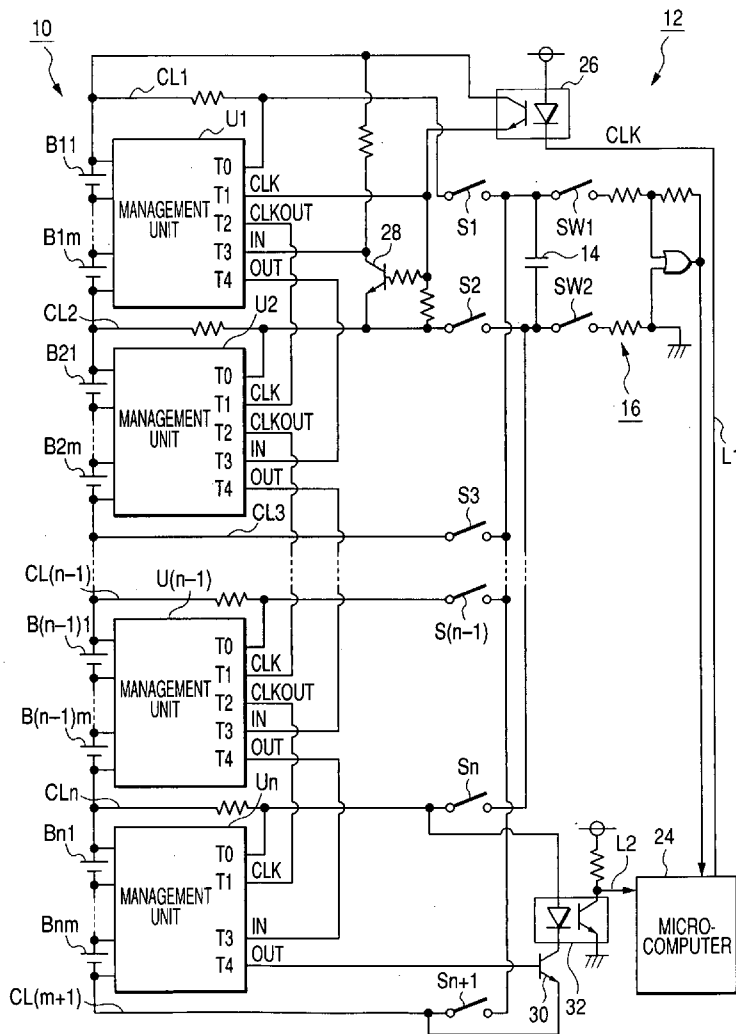 10
12
CL1
26
U1
CLK
B11
T0
T1
CLK
T2
CLKOUT
MANAGEMENT
UNIT
T3
IN
28
T4
OUT
B1m
S1
SW1
14
CL2
U2
S2
SW2
16
B21
T0
T1
CLK
T2
CLKOUT
MANAGEMENT
UNIT
T3
IN
T4
OUT
B2m
L1
CL3
S3
CL(n–1)
U(n–1)
S(n–1)
B(n–1)1
T0
T1
CLK
T2
CLKOUT
MANAGEMENT
UNIT
T3
IN
T4
OUT
B(n–1)m
CLn
Un
Sn
Bn1
T0
T1
CLK
MANAGEMENT
UNIT
T3
IN
T4
OUT
Bnm
L2
24
MICRO-
COMPUTER
CL(m+1)
Sn+1
30
32